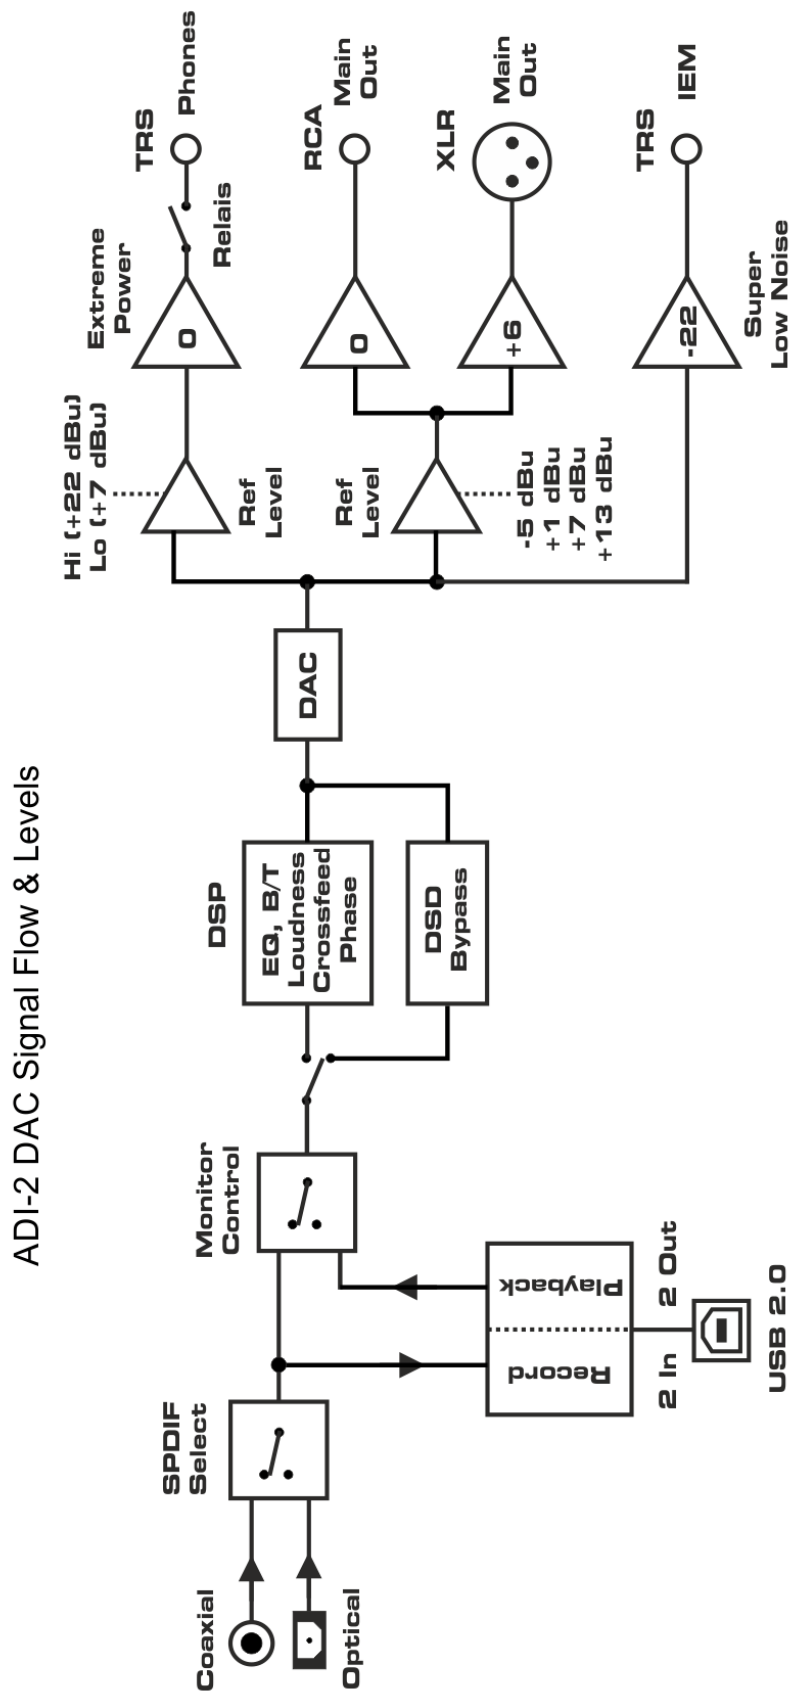 ADI-2 DAC Signal Flow & Levels
Coaxial
Optical
SPDIF
Select
Record
Playback
2 In
2 Out
USB 2.0
Monitor
Control
DSP
EQ, B/T
Loudness
Crossfeed
Phase
DSD
Bypass
DAC
Hi (+22 dBu)
Lo (+7 dBu)
Ref
Level
Ref
Level
-5 dBu
+1 dBu
+7 dBu
+13 dBu
Extreme
Power
0
Relais
TRS
Phones
0
RCA
Main
Out
+6
XLR
Main
Out
-22
Super
Low Noise
TRS
IEM